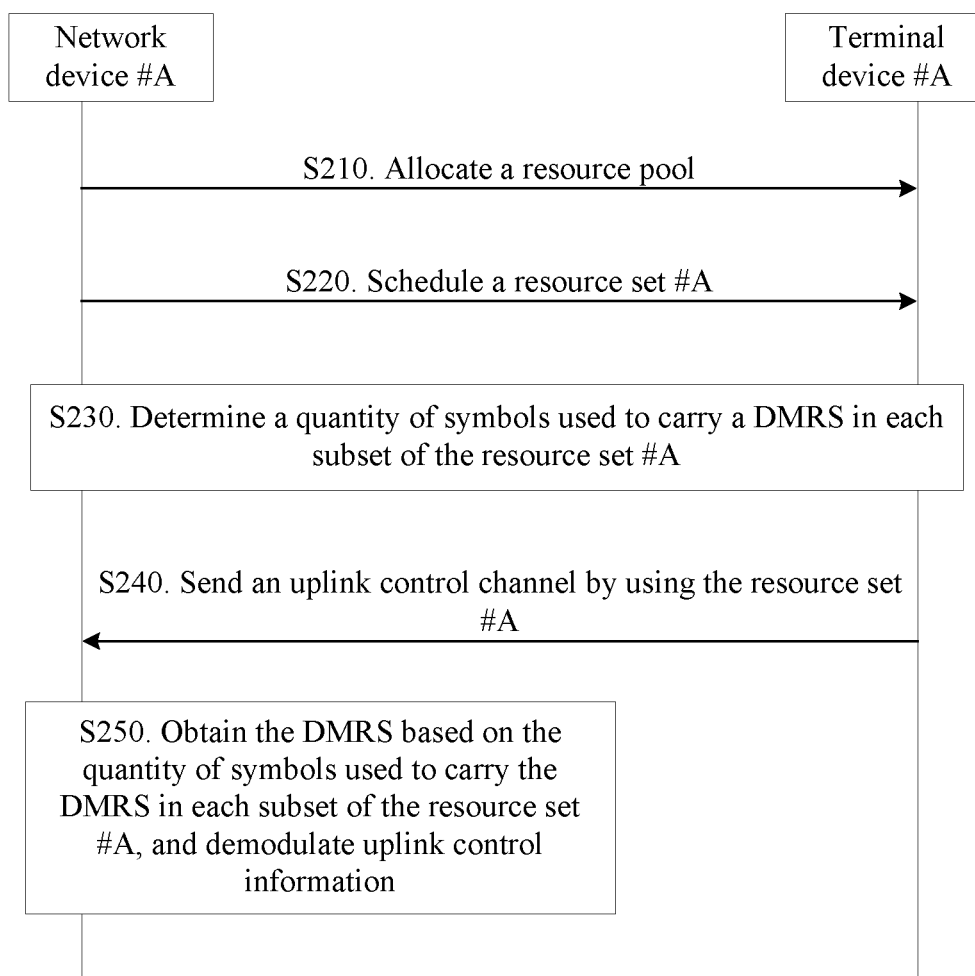 Network
device #A
Terminal
device #A
S210. Allocate a resource pool
S220. Schedule a resource set #A
S230. Determine a quantity of symbols used to carry a DMRS in each
subset of the resource set #A
S240. Send an uplink control channel by using the resource set
#A
S250. Obtain the DMRS based on the
quantity of symbols used to carry the
DMRS in each subset of the resource set
#A, and demodulate uplink control
information